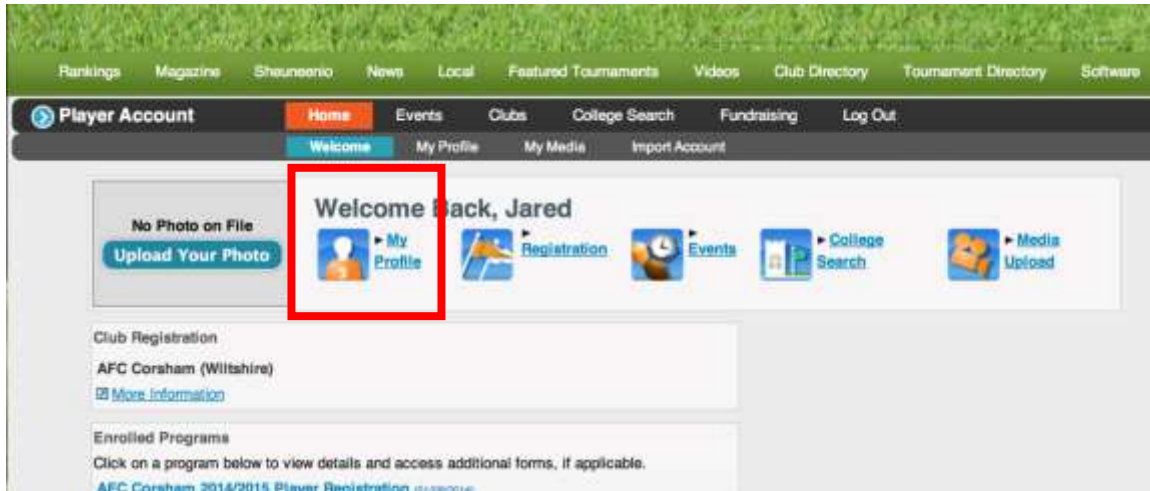 Rankings Magazine Shauneenio News Local Featured Tournaments Videos Club Directory Tournament Directory Software
Player Account Home Events Clubs College Search Fundraising Log Out
Welcome My Profile My Media Import Account
No Photo on File
Upload Your Photo
Welcome Back, Jared
My Profile
Registration
Events
College Search
Media Upload
Club Registration
AFC Corsham (Wiltshire)
More Information
Enrolled Programs
Click on a program below to view details and access additional forms, if applicable.
AFC Corsham 2014/2015 Player Registration